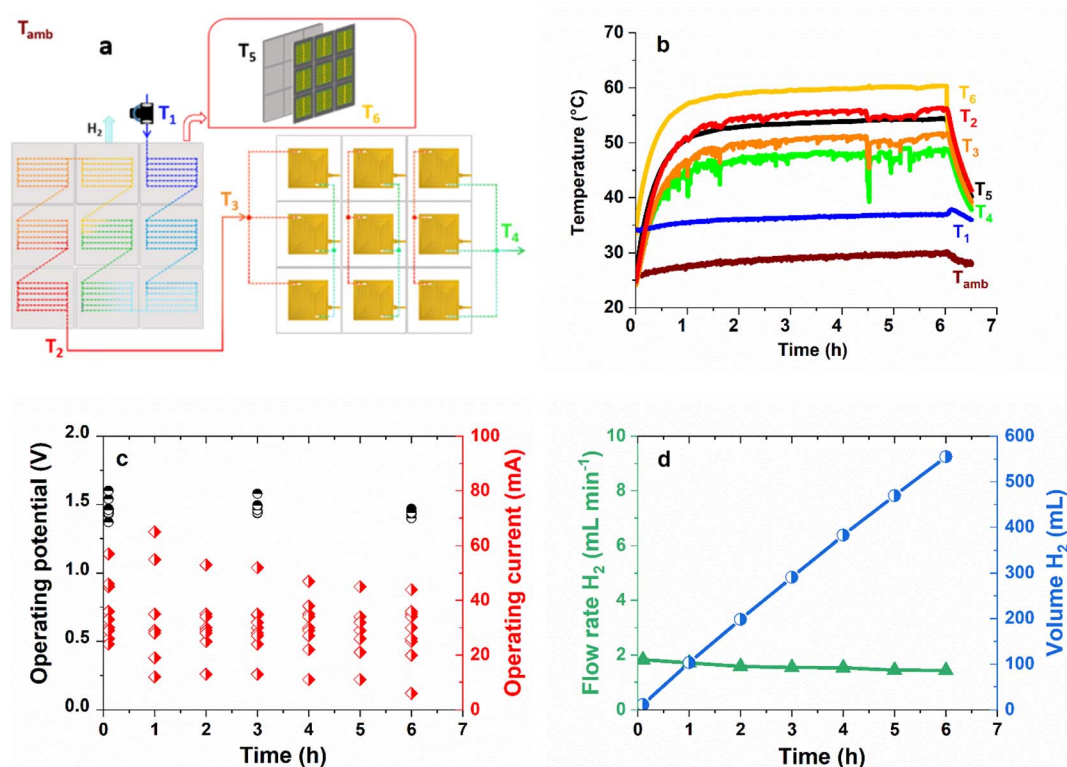 T_amb
a
T₅
T₆
T₁
H₂
T₃
T₄
T₂
b
Temperature (°C)
70
60
50
40
30
20
T₆
T₂
T₃
T₅
T₄
T₁
T_amb
0 1 2 3 4 5 6 7
Time (h)
c
Operating potential (V)
2.0
1.5
1.0
0.5
0.0
Operating current (mA)
100
80
60
40
20
0
0 1 2 3 4 5 6 7
Time (h)
d
Flow rate H₂ (mL min⁻¹)
10
8
6
4
2
0
Volume H₂ (mL)
600
500
400
300
200
100
0
0 1 2 3 4 5 6 7
Time (h)